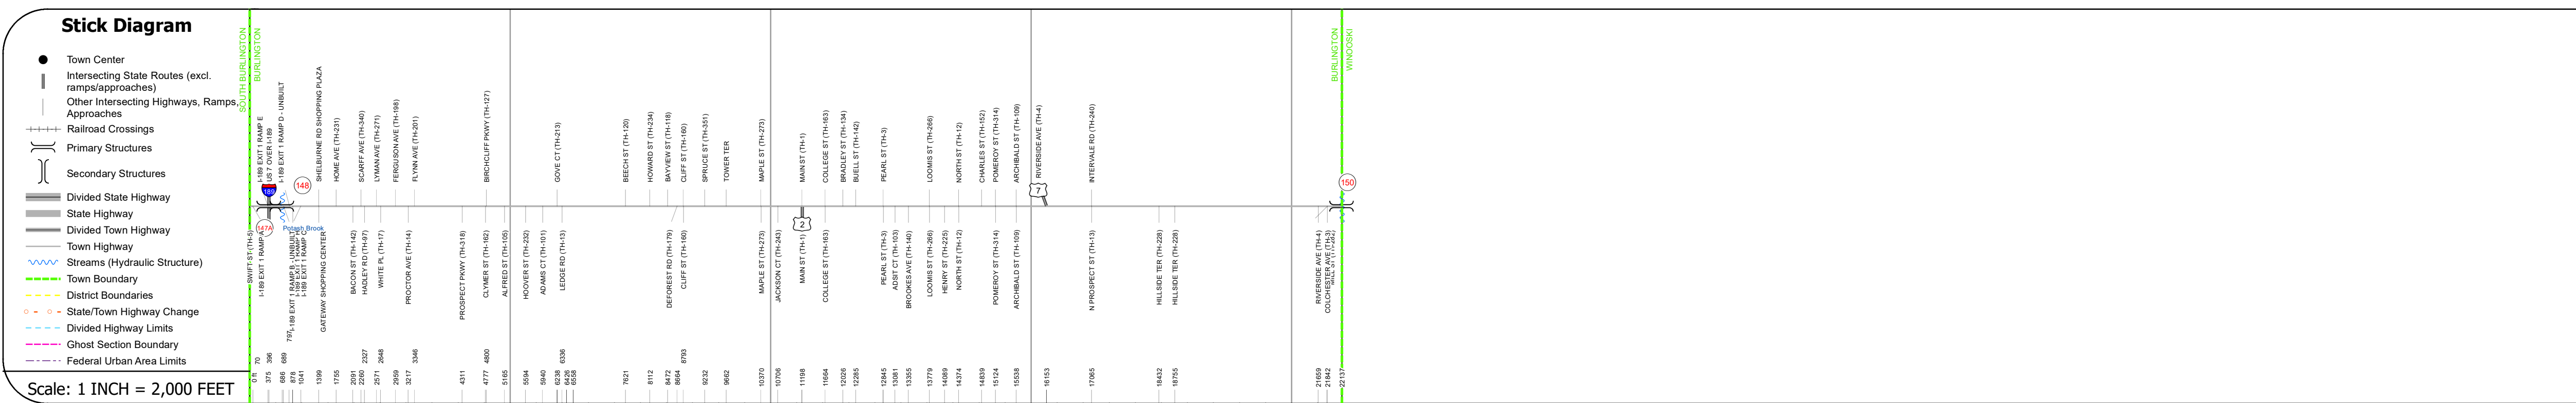 Stick Diagram
Town Center
Intersecting State Routes (excl.
ramps/approaches)
Other Intersecting Highways, Ramps,
Approaches
Railroad Crossings
Primary Structures
Secondary Structures
Divided State Highway
State Highway
Divided Town Highway
Town Highway
Streams (Hydraulic Structure)
Town Boundary
District Boundaries
State/Town Highway Change
Divided Highway Limits
Ghost Section Boundary
Federal Urban Area Limits
Scale: 1 INCH = 2,000 FEET
SOUTH BURLINGTON
BURLINGTON
I-189 EXIT 1 RAMP E
US 7 OVER I-189
I-189 EXIT 1 RAMP D - UNBUILT
SHELBURNE RD SHOPPING PLAZA
HOME AVE (TH-231)
SCARFF AVE (TH-340)
LYMAN AVE (TH-271)
FERGUSON AVE (TH-198)
FLYNN AVE (TH-201)
BIRCHCLIFF PKWY (TH-127)
GOVE CT (TH-213)
BEECH ST (TH-120)
HOWARD ST (TH-234)
BAYVIEW ST (TH-118)
CLIFF ST (TH-160)
SPRUCE ST (TH-351)
TOWER TER
MAPLE ST (TH-273)
MAIN ST (TH-1)
COLLEGE ST (TH-163)
BRADLEY ST (TH-134)
BUELL ST (TH-142)
PEARL ST (TH-3)
LOOMIS ST (TH-266)
NORTH ST (TH-12)
CHARLES ST (TH-152)
POMEROY ST (TH-314)
ARCHIBALD ST (TH-109)
RIVERSIDE AVE (TH-4)
INTERVALE RD (TH-240)
BURLINGTON
WINOOSKI
189
148
7
150
147A
Potash Brook
2
SWIFT ST (TH-5)
I-189 EXIT 1 RAMP A
I-189 EXIT 1 RAMP B - UNBUILT
I-189 EXIT 1 RAMP C
GATEWAY SHOPPING CENTER
BACON ST (TH-142)
HADLEY RD (TH-97)
WHITE PL (TH-17)
PROCTOR AVE (TH-14)
PROSPECT PKWY (TH-318)
CLYMER ST (TH-162)
ALFRED ST (TH-105)
HOOVER ST (TH-232)
ADAMS CT (TH-101)
LEDGE RD (TH-13)
DEFOREST RD (TH-179)
CLIFF ST (TH-160)
MAPLE ST (TH-273)
JACKSON CT (TH-243)
MAIN ST (TH-1)
COLLEGE ST (TH-163)
PEARL ST (TH-3)
ADSIT CT (TH-103)
BROOKES AVE (TH-140)
LOOMIS ST (TH-266)
HENRY ST (TH-225)
NORTH ST (TH-12)
POMEROY ST (TH-314)
ARCHIBALD ST (TH-109)
N PROSPECT ST (TH-13)
HILLSIDE TER (TH-228)
HILLSIDE TER (TH-228)
RIVERSIDE AVE (TH-4)
COLCHESTER AVE (TH-3)
0 ft
70
375
396
686
689
797
878
1041
1399
1755
2091
2260
2327
2571
2648
2959
3217
3346
4311
4777
4800
5165
5594
5940
6238
6336
6426
6558
7621
8112
8472
8664
8793
9232
9662
10370
10706
11198
11664
12026
12285
12845
13081
13355
13779
14089
14374
14839
15124
15538
16153
17065
18432
18755
21659
21842
22137